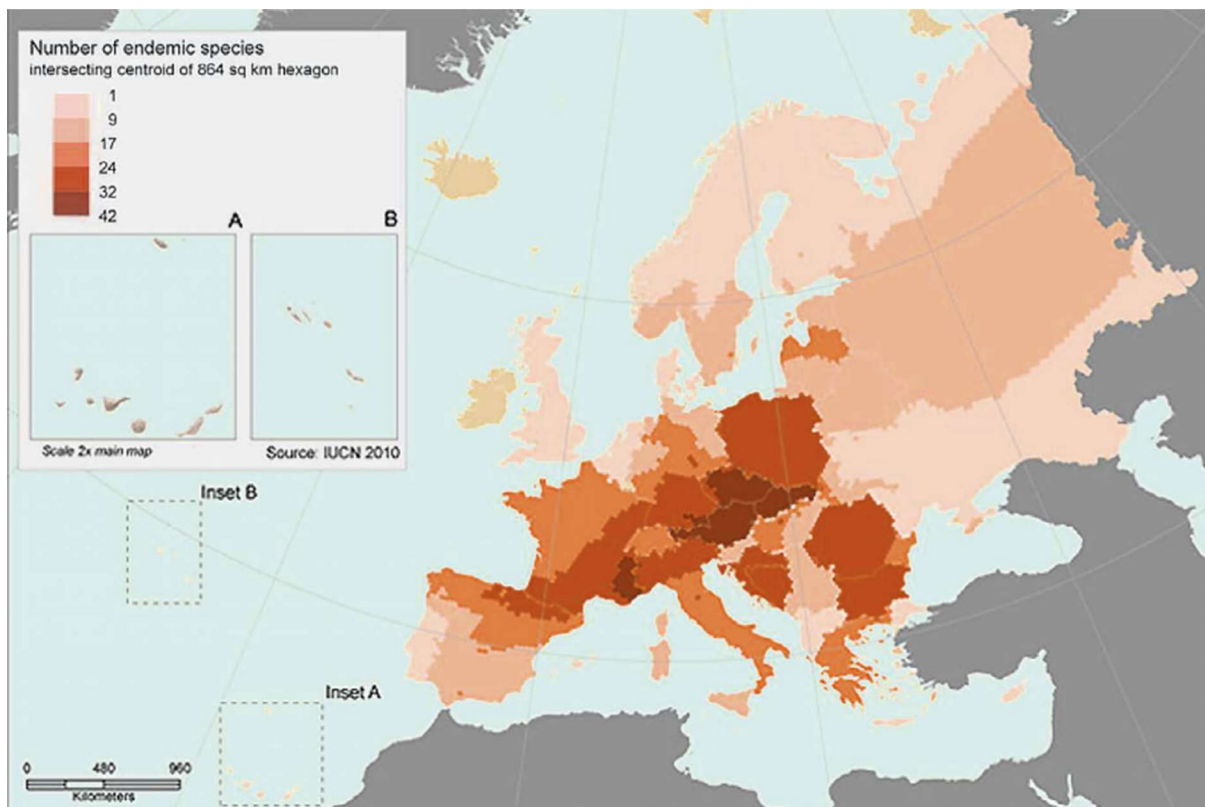 Number of endemic species
intersecting centroid of 864 sq km hexagon
1
9
17
24
32
42
A
B
Scale 2x main map
Source: IUCN 2010
Inset B
Inset A
0 480 960
Kilometers